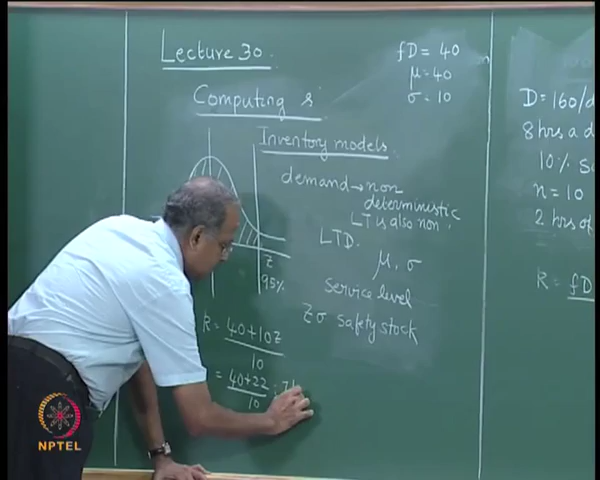 Lecture 30
fD = 40
μ = 40
σ = 10
Computing s
Inventory models
demand → non
deterministic
LT is also non
LTD.
μ, σ
Service level
Zσ safety stock
Z
95%
K = 40+10z
10
= 40+22
10
D = 160/d
8 hrs a d
10%
n = 10
2 hrs of
K = fD
NPTEL